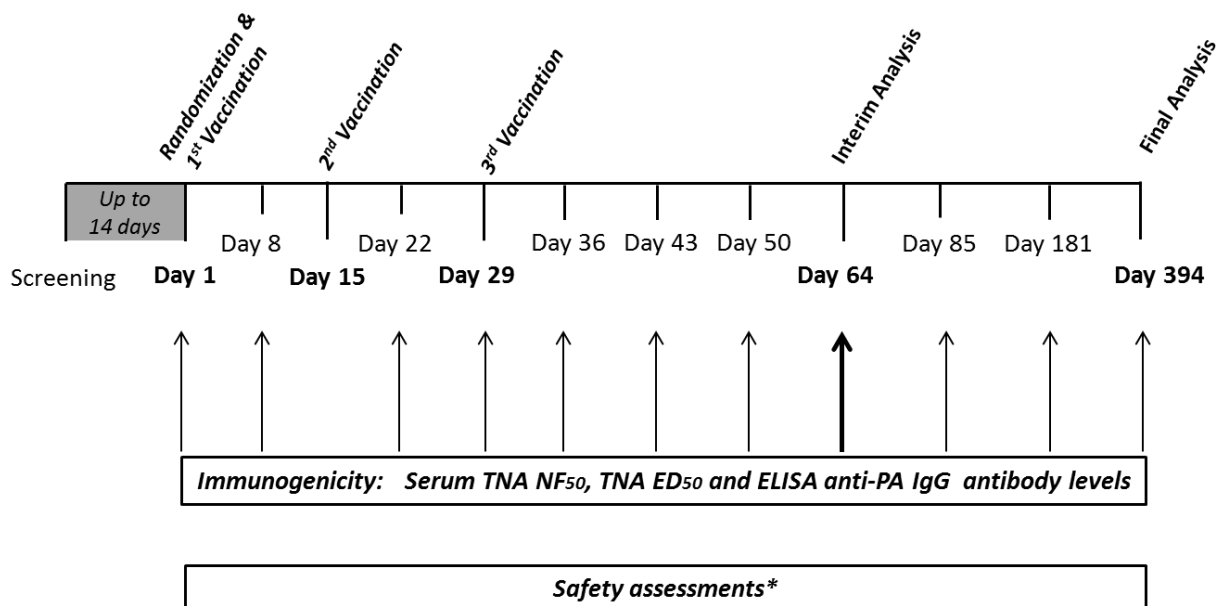 Randomization &
1st Vaccination
2nd Vaccination
3rd Vaccination
Interim Analysis
Final Analysis
Up to
14 days
Day 8
Day 22
Day 36
Day 43
Day 50
Day 85
Day 181
Screening
Day 1
Day 15
Day 29
Day 64
Day 394
Immunogenicity: Serum TNA NF50, TNA ED50 and ELISA anti-PA IgG antibody levels
Safety assessments*